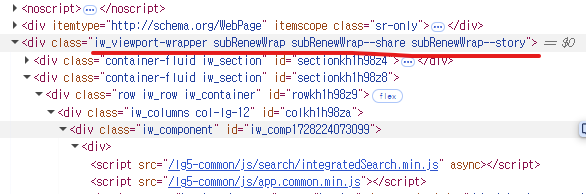 <noscript>…</noscript>
<div itemtype="http://schema.org/WebPage" itemscope class="sr-only">…</div>
<div class="iw_viewport-wrapper subRenewWrap subRenewWrap--share subRenewWrap--story"> == $0
<div class="container-fluid iw_section" id="sectionkh1h98z4">…</div>
<div class="container-fluid iw_section" id="sectionkh1h98z8">
<div class="row iw_row iw_container" id="rowkh1h98z9"> flex
<div class="iw_columns col-lg-12" id="colkh1h98za">
<div class="iw_component" id="iw_comp1728224073099">
<div>
<script src="/lg5-common/js/search/integratedSearch.min.js" async></script>
<script src="/lg5-common/js/app.common.min.js"></script>